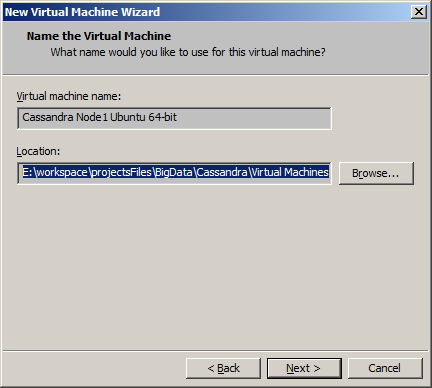 New Virtual Machine Wizard
Name the Virtual Machine
What name would you like to use for this virtual machine?
Virtual machine name:
Cassandra Node1 Ubuntu 64-bit
Location:
E:\workspace\projectsFiles\BigData\Cassandra\Virtual Machines
Browse...
< Back
Next >
Cancel